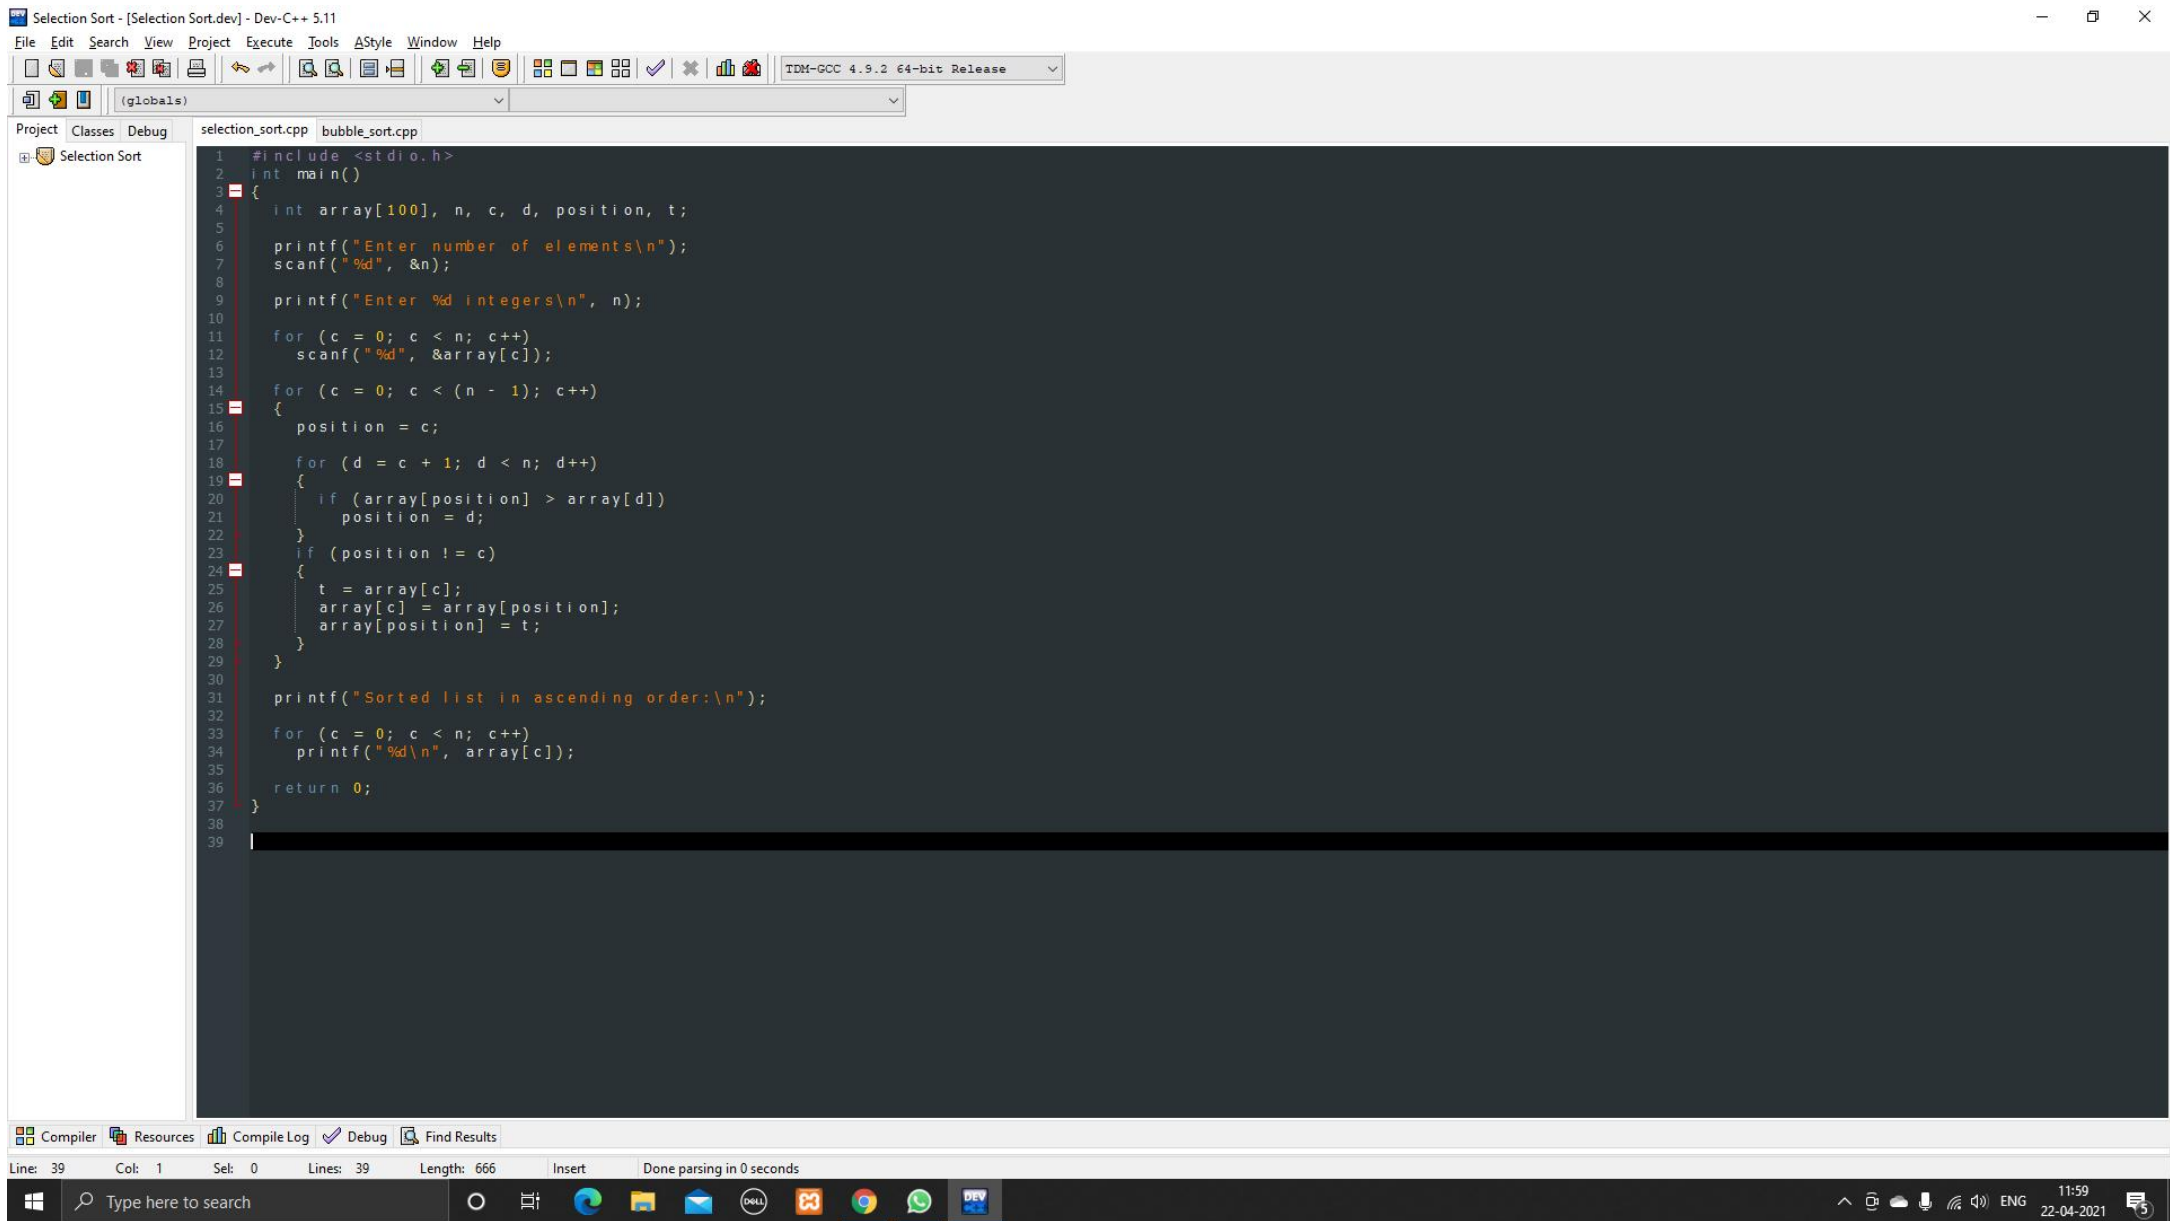 Selection Sort - [Selection Sort.dev] - Dev-C++ 5.11
File Edit Search View Project Execute Tools AStyle Window Help
TDM-GCC 4.9.2 64-bit Release
(globals)
Project Classes Debug selection_sort.cpp bubble_sort.cpp
Selection Sort
1 #include <stdio.h>
2 int main()
3 {
4 int array[100], n, c, d, position, t;
5
6 printf("Enter number of elements\n");
7 scanf("%d", &n);
8
9 printf("Enter %d integers\n", n);
10
11 for (c = 0; c < n; c++)
12 scanf("%d", &array[c]);
13
14 for (c = 0; c < (n - 1); c++)
15 {
16 position = c;
17
18 for (d = c + 1; d < n; d++)
19 {
20 if (array[position] > array[d])
21 position = d;
22 }
23 if (position != c)
24 {
25 t = array[c];
26 array[c] = array[position];
27 array[position] = t;
28 }
29 }
30
31 printf("Sorted list in ascending order:\n");
32
33 for (c = 0; c < n; c++)
34 printf("%d\n", array[c]);
35
36 return 0;
37 }
38
39
Compiler Resources Compile Log Debug Find Results
Line: 39 Col: 1 Sel: 0 Lines: 39 Length: 666 Insert Done parsing in 0 seconds
Type here to search DELL DEV ENG 11:59
22-04-2021 5